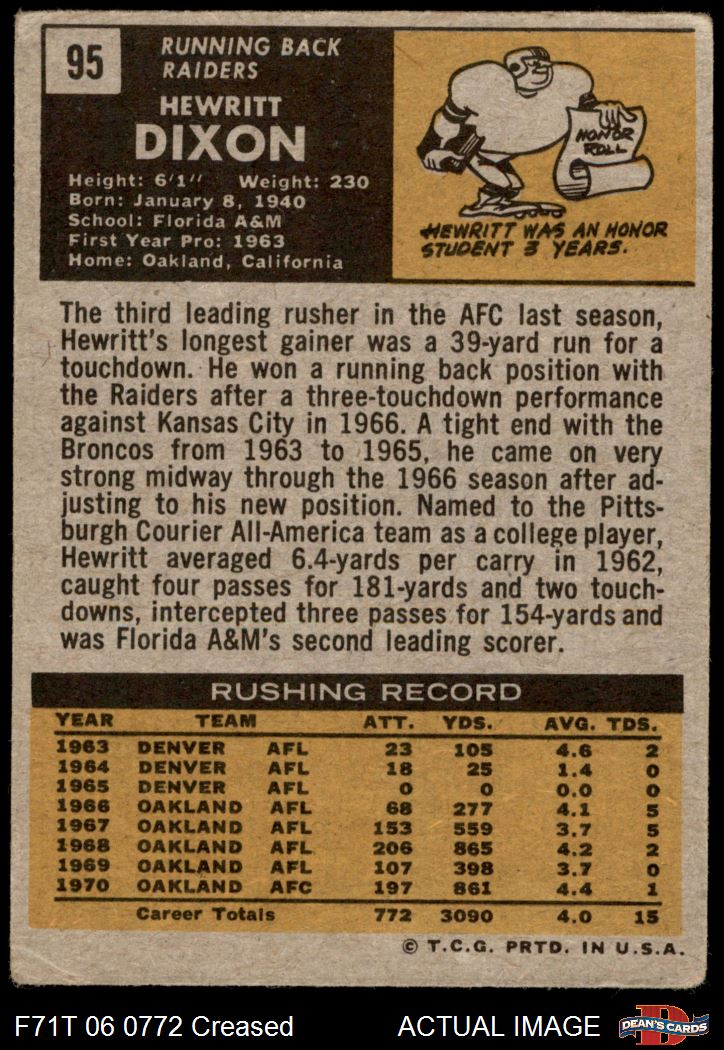 95
RUNNING BACK
RAIDERS
HEWRITT
DIXON
Height: 6'1" Weight: 230
Born: January 8, 1940
School: Florida A&M
First Year Pro: 1963
Home: Oakland, California
HONOR
ROLL
HEWRITT WAS AN HONOR
STUDENT 3 YEARS.
The third leading rusher in the AFC last season,
Hewritt's longest gainer was a 39-yard run for a
touchdown. He won a running back position with
the Raiders after a three-touchdown performance
against Kansas City in 1966. A tight end with the
Broncos from 1963 to 1965, he came on very
strong midway through the 1966 season after ad-
justing to his new position. Named to the Pitts-
burgh Courier All-America team as a college player,
Hewritt averaged 6.4-yards per carry in 1962,
caught four passes for 181-yards and two touch-
downs, intercepted three passes for 154-yards and
was Florida A&M's second leading scorer.
RUSHING RECORD
YEAR TEAM ATT. YDS. AVG. TDS.
1963 DENVER AFL 23 105 4.6 2
1964 DENVER AFL 18 25 1.4 0
1965 DENVER AFL 0 0 0.0 0
1966 OAKLAND AFL 68 277 4.1 5
1967 OAKLAND AFL 153 559 3.7 5
1968 OAKLAND AFL 206 865 4.2 2
1969 OAKLAND AFL 107 398 3.7 0
1970 OAKLAND AFC 197 861 4.4 1
Career Totals 772 3090 4.0 15
© T.C.G. PRTD. IN U.S.A.
F71T 06 0772 Creased ACTUAL IMAGE
D
DEAN'S CARDS